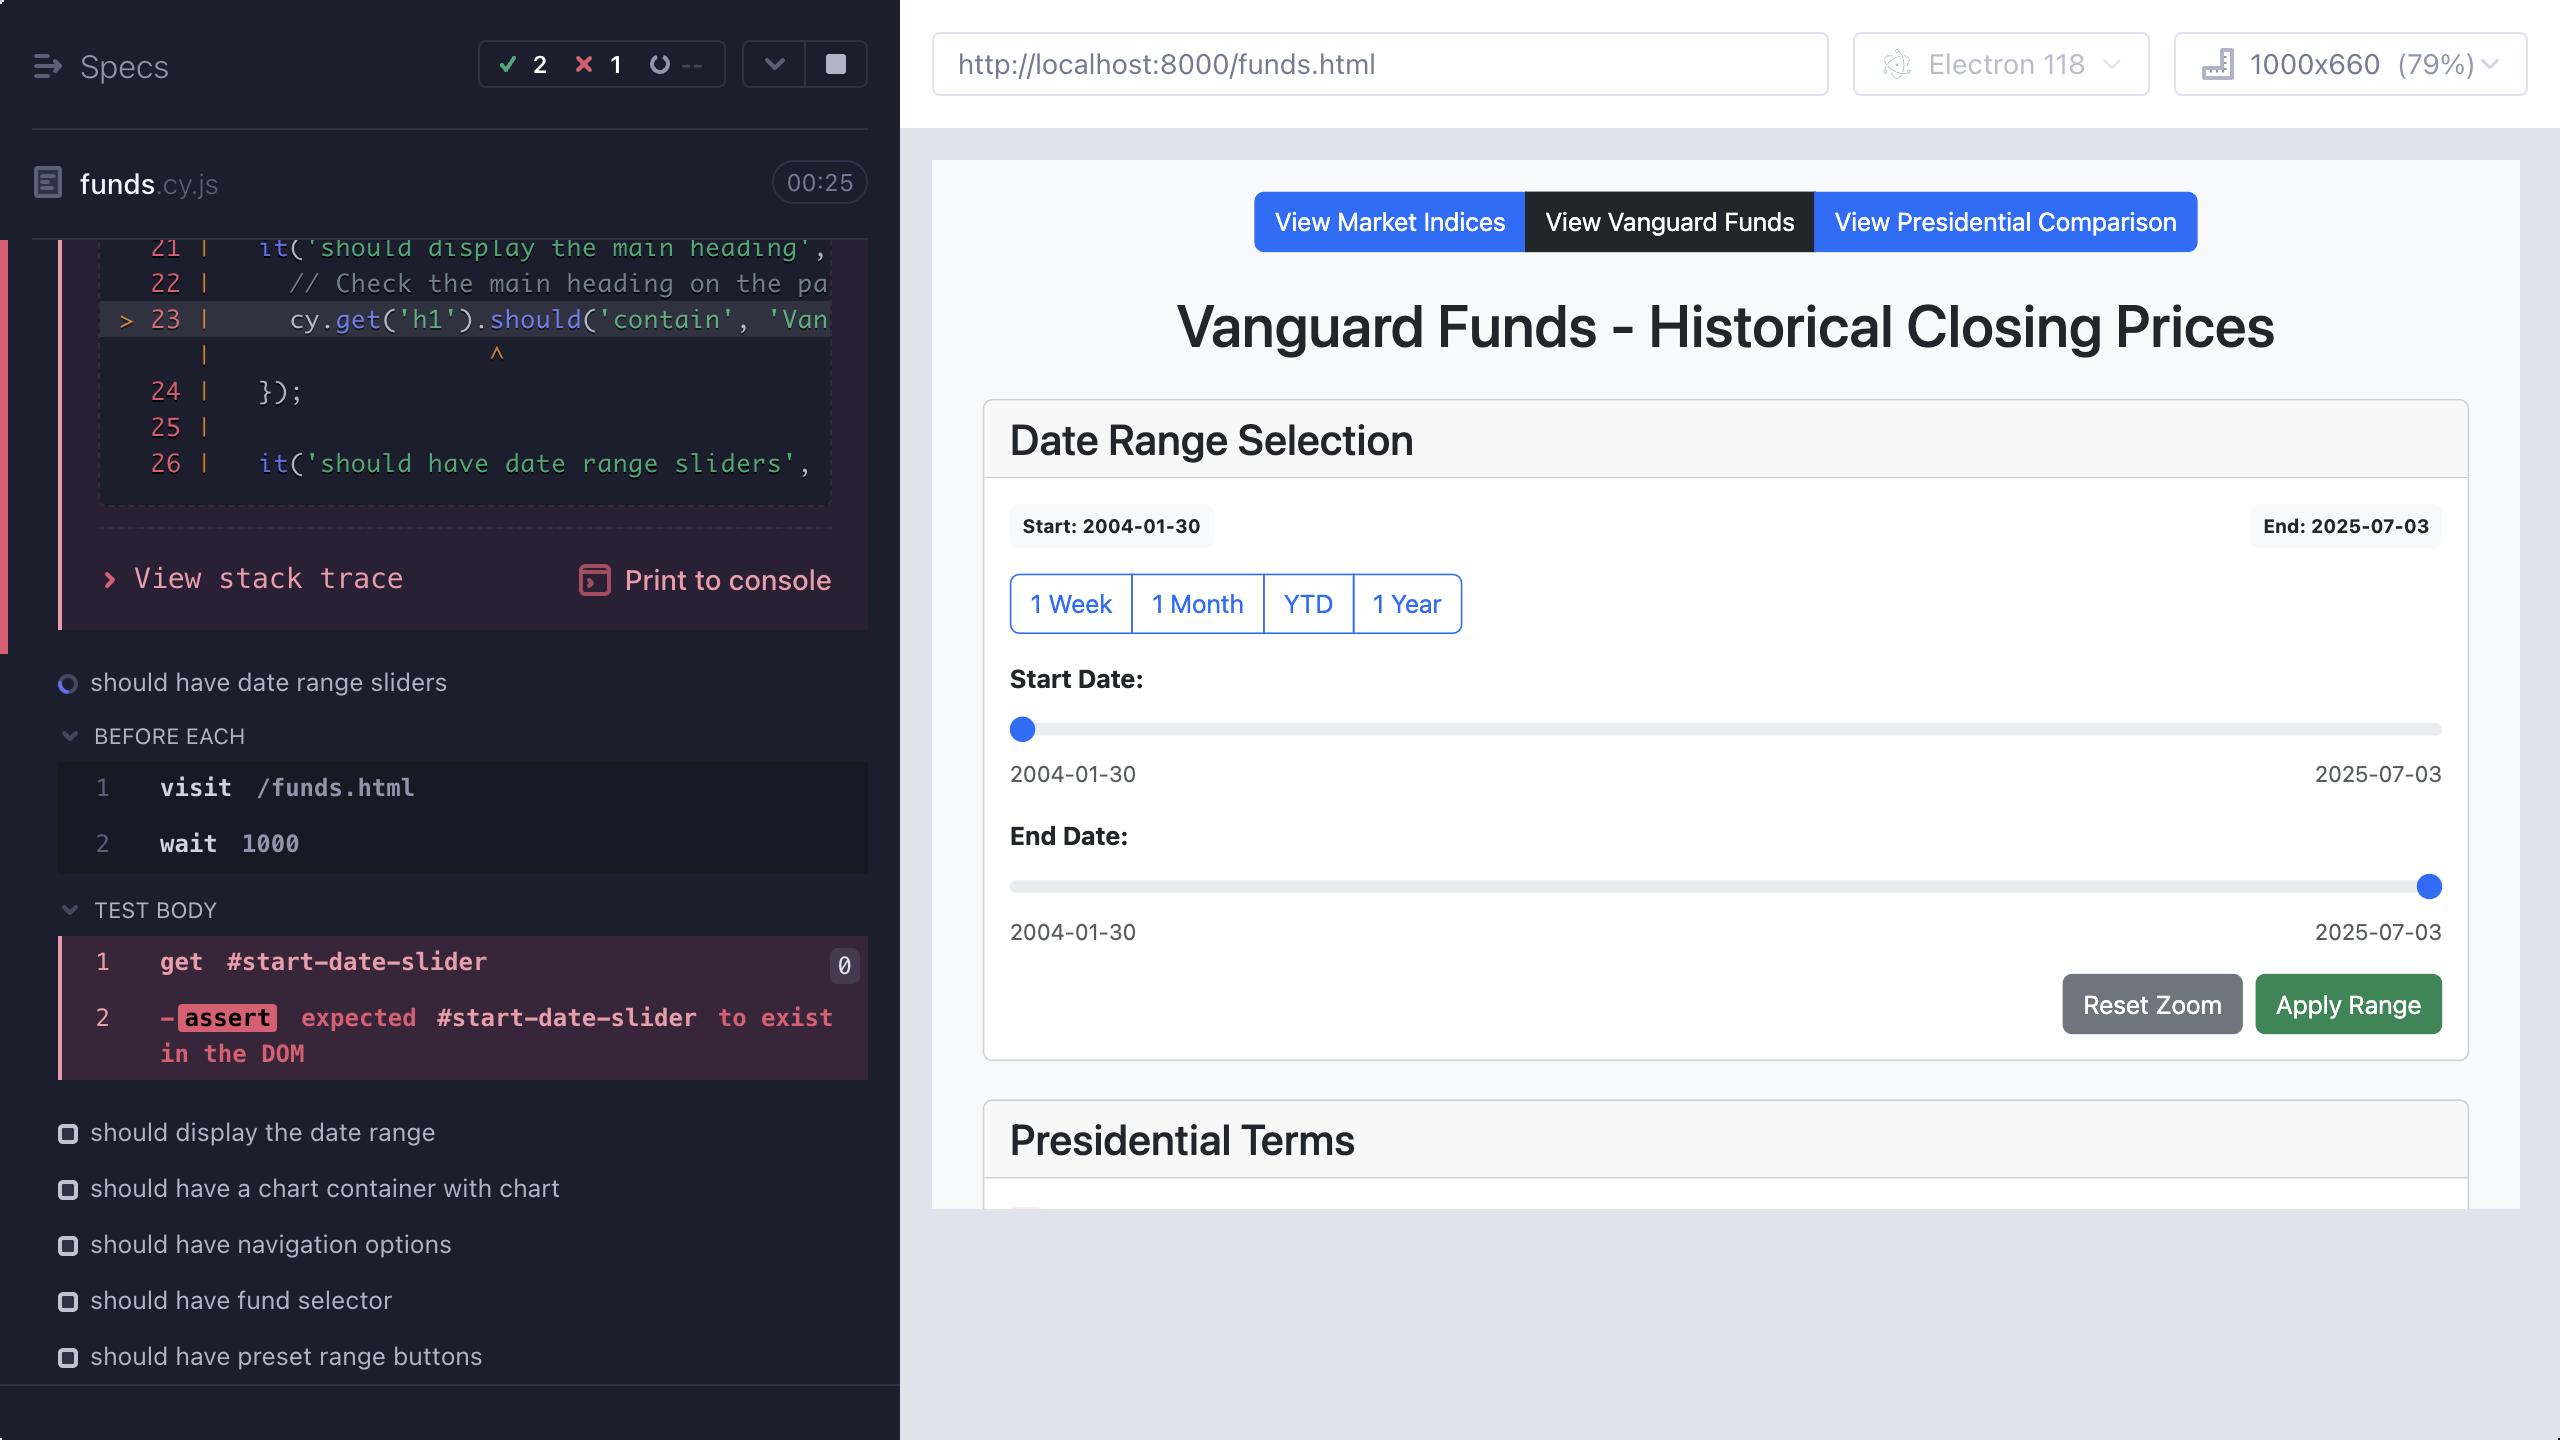 Specs
2 1 --
funds.cy.js
00:25
21 | it('should display the main heading',
22 | // Check the main heading on the pa
> 23 | cy.get('h1').should('contain', 'Van
| ^
24 | });
25 |
26 | it('should have date range sliders',
View stack trace
Print to console
should have date range sliders
BEFORE EACH
1 visit /funds.html
2 wait 1000
TEST BODY
1 get #start-date-slider 0
2 -assert expected #start-date-slider to exist
in the DOM
should display the date range
should have a chart container with chart
should have navigation options
should have fund selector
should have preset range buttons
http://localhost:8000/funds.html
Electron 118
1000x660 (79%)
View Market Indices View Vanguard Funds View Presidential Comparison
Vanguard Funds - Historical Closing Prices
Date Range Selection
Start: 2004-01-30 End: 2025-07-03
1 Week 1 Month YTD 1 Year
Start Date:
2004-01-30 2025-07-03
End Date:
2004-01-30 2025-07-03
Reset Zoom Apply Range
Presidential Terms